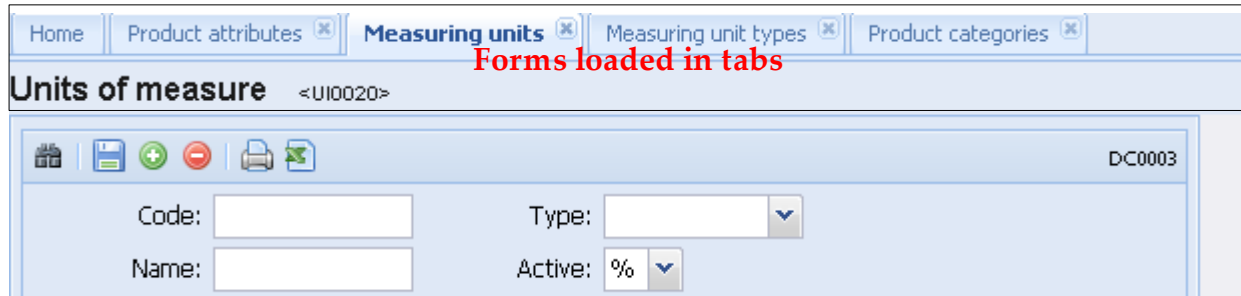 Home Product attributes Measuring units Measuring unit types Product categories
Forms loaded in tabs
Units of measure <UI0020>
DC0003
Code: Type:
Name: Active: %